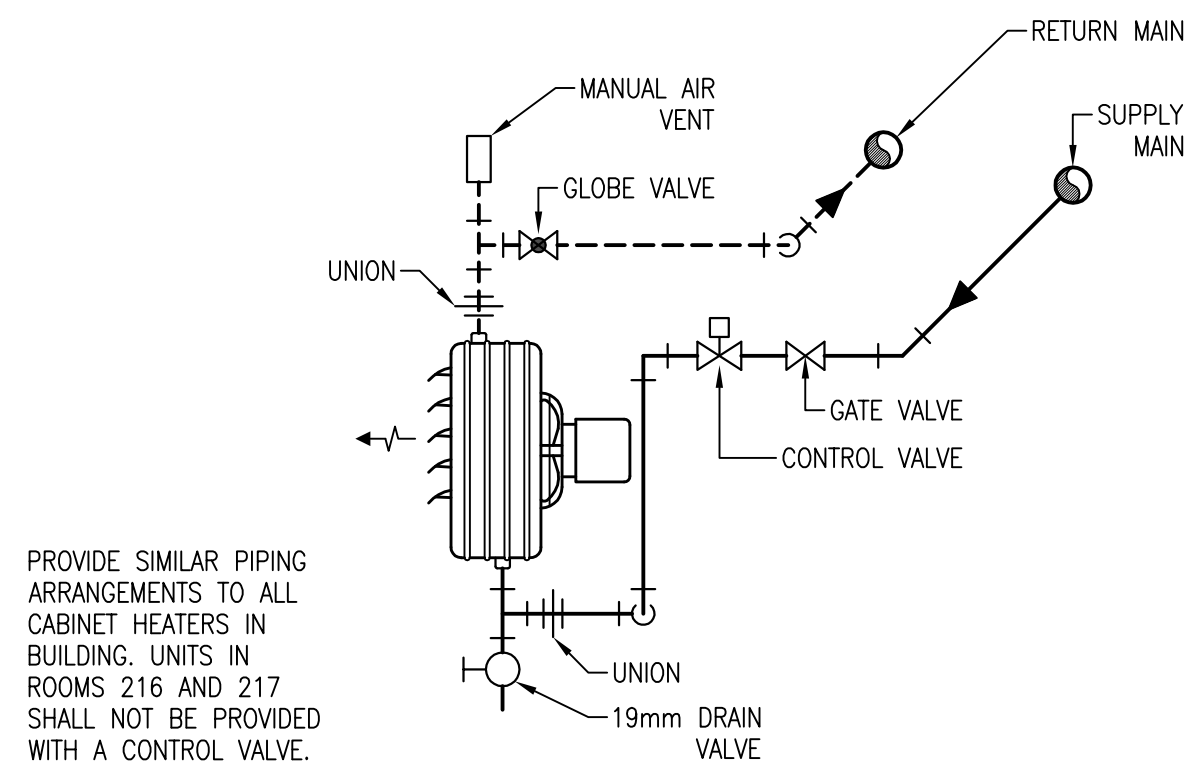 RETURN MAIN
MANUAL AIR
VENT
SUPPLY
MAIN
GLOBE VALVE
UNION
GATE VALVE
CONTROL VALVE
PROVIDE SIMILAR PIPING
ARRANGEMENTS TO ALL
CABINET HEATERS IN
BUILDING. UNITS IN
ROOMS 216 AND 217
SHALL NOT BE PROVIDED
WITH A CONTROL VALVE.
UNION
19mm DRAIN
VALVE